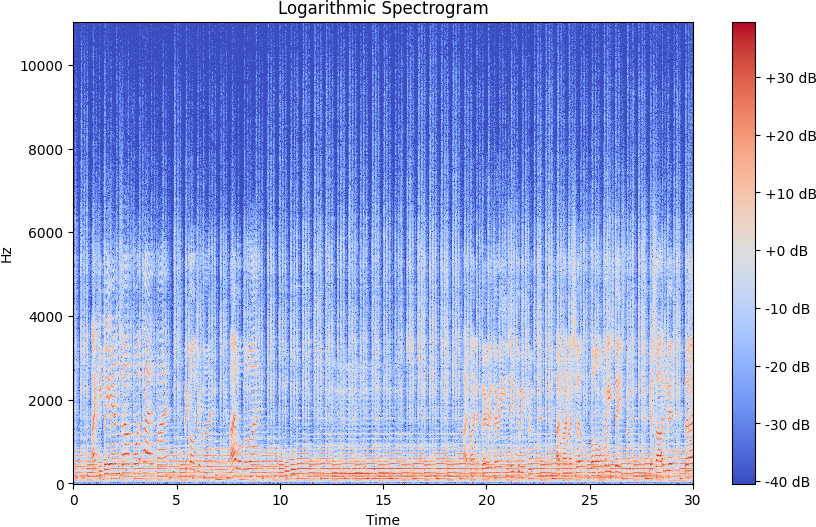 Logarithmic Spectrogram
Hz
10000
8000
6000
4000
2000
0
0 5 10 15 20 25 30
Time
+30 dB
+20 dB
+10 dB
+0 dB
-10 dB
-20 dB
-30 dB
-40 dB